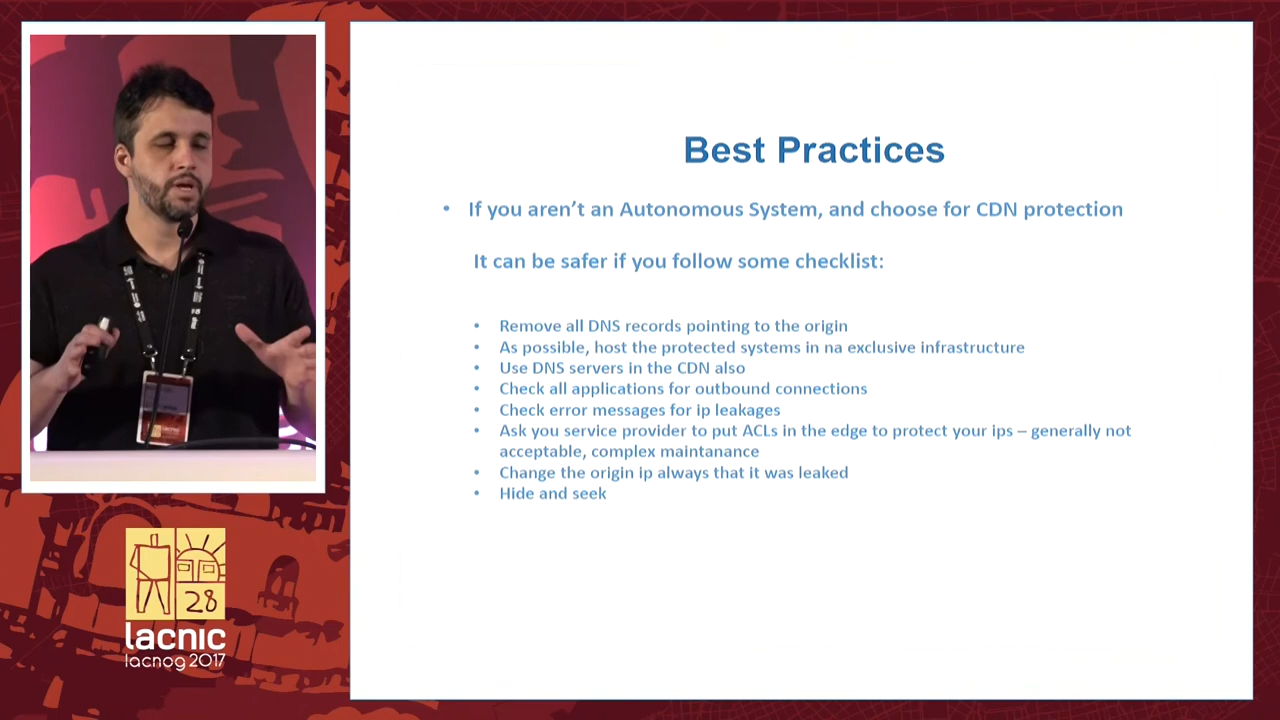 Best Practices
• If you aren't an Autonomous System, and choose for CDN protection
It can be safer if you follow some checklist:
• Remove all DNS records pointing to the origin
• As possible, host the protected systems in na exclusive infrastructure
• Use DNS servers in the CDN also
• Check all applications for outbound connections
• Check error messages for ip leakages
• Ask you service provider to put ACLs in the edge to protect your ips – generally not
acceptable, complex maintanance
• Change the origin ip always that it was leaked
• Hide and seek
lacnic
28
lacnic
lacnog 2017